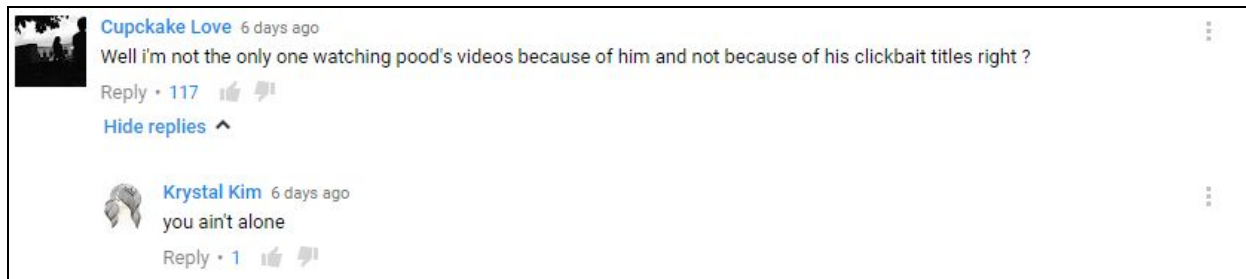 Cupckake Love 6 days ago
Well i'm not the only one watching pood's videos because of him and not because of his clickbait titles right ?
Reply • 117
Hide replies
Krystal Kim 6 days ago
you ain't alone
Reply • 1